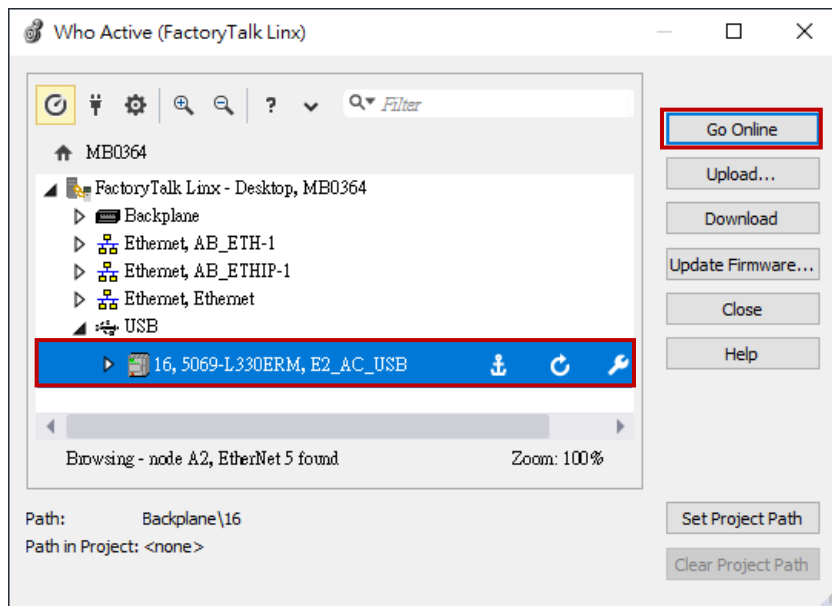 Who Active (FactoryTalk Linx)
? Filter
MB0364
FactoryTalk Linx - Desktop, MB0364
Backplane
Ethernet, AB_ETH-1
Ethernet, AB_ETHIP-1
Ethernet, Ethernet
USB
16, 5069-L330ERM, E2_AC_USB
Browsing - node A2, EtherNet 5 found
Zoom: 100%
Path: Backplane\16
Path in Project: <none>
Go Online
Upload...
Download
Update Firmware...
Close
Help
Set Project Path
Clear Project Path